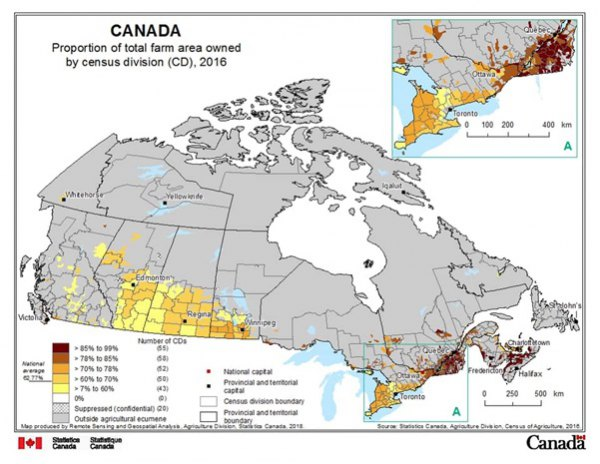 CANADA
Proportion of total farm area owned
by census division (CD), 2016
Québec
Ottawa
Toronto
0 100 200 400 km
A
Whitehorse
Yellowknife
Iqaluit
Edmonton
Victoria
Regina
Winnipeg
St. John's
Charlottetown
Québec
Fredericton
Halifax
Ottawa
Toronto
A
0 250 500 1,000 km
National
average
62.77%
Number of CDs
> 85% to 99% (55)
> 78% to 85% (58)
> 70% to 78% (62)
> 60% to 70% (50)
> 7% to 60% (43)
0% (0)
Suppressed (confidential) (20)
Outside agricultural ecumene
National capital
Provincial and territorial
capital
Census division boundary
Provincial and territorial
boundary
Map produced by Remote Sensing and Geospatial Analysis, Agriculture Division, Statistics Canada, 2018.
Source: Statistics Canada, Agriculture Division, Census of Agriculture, 2016.
Statistics Statistique
Canada Canada
Canada